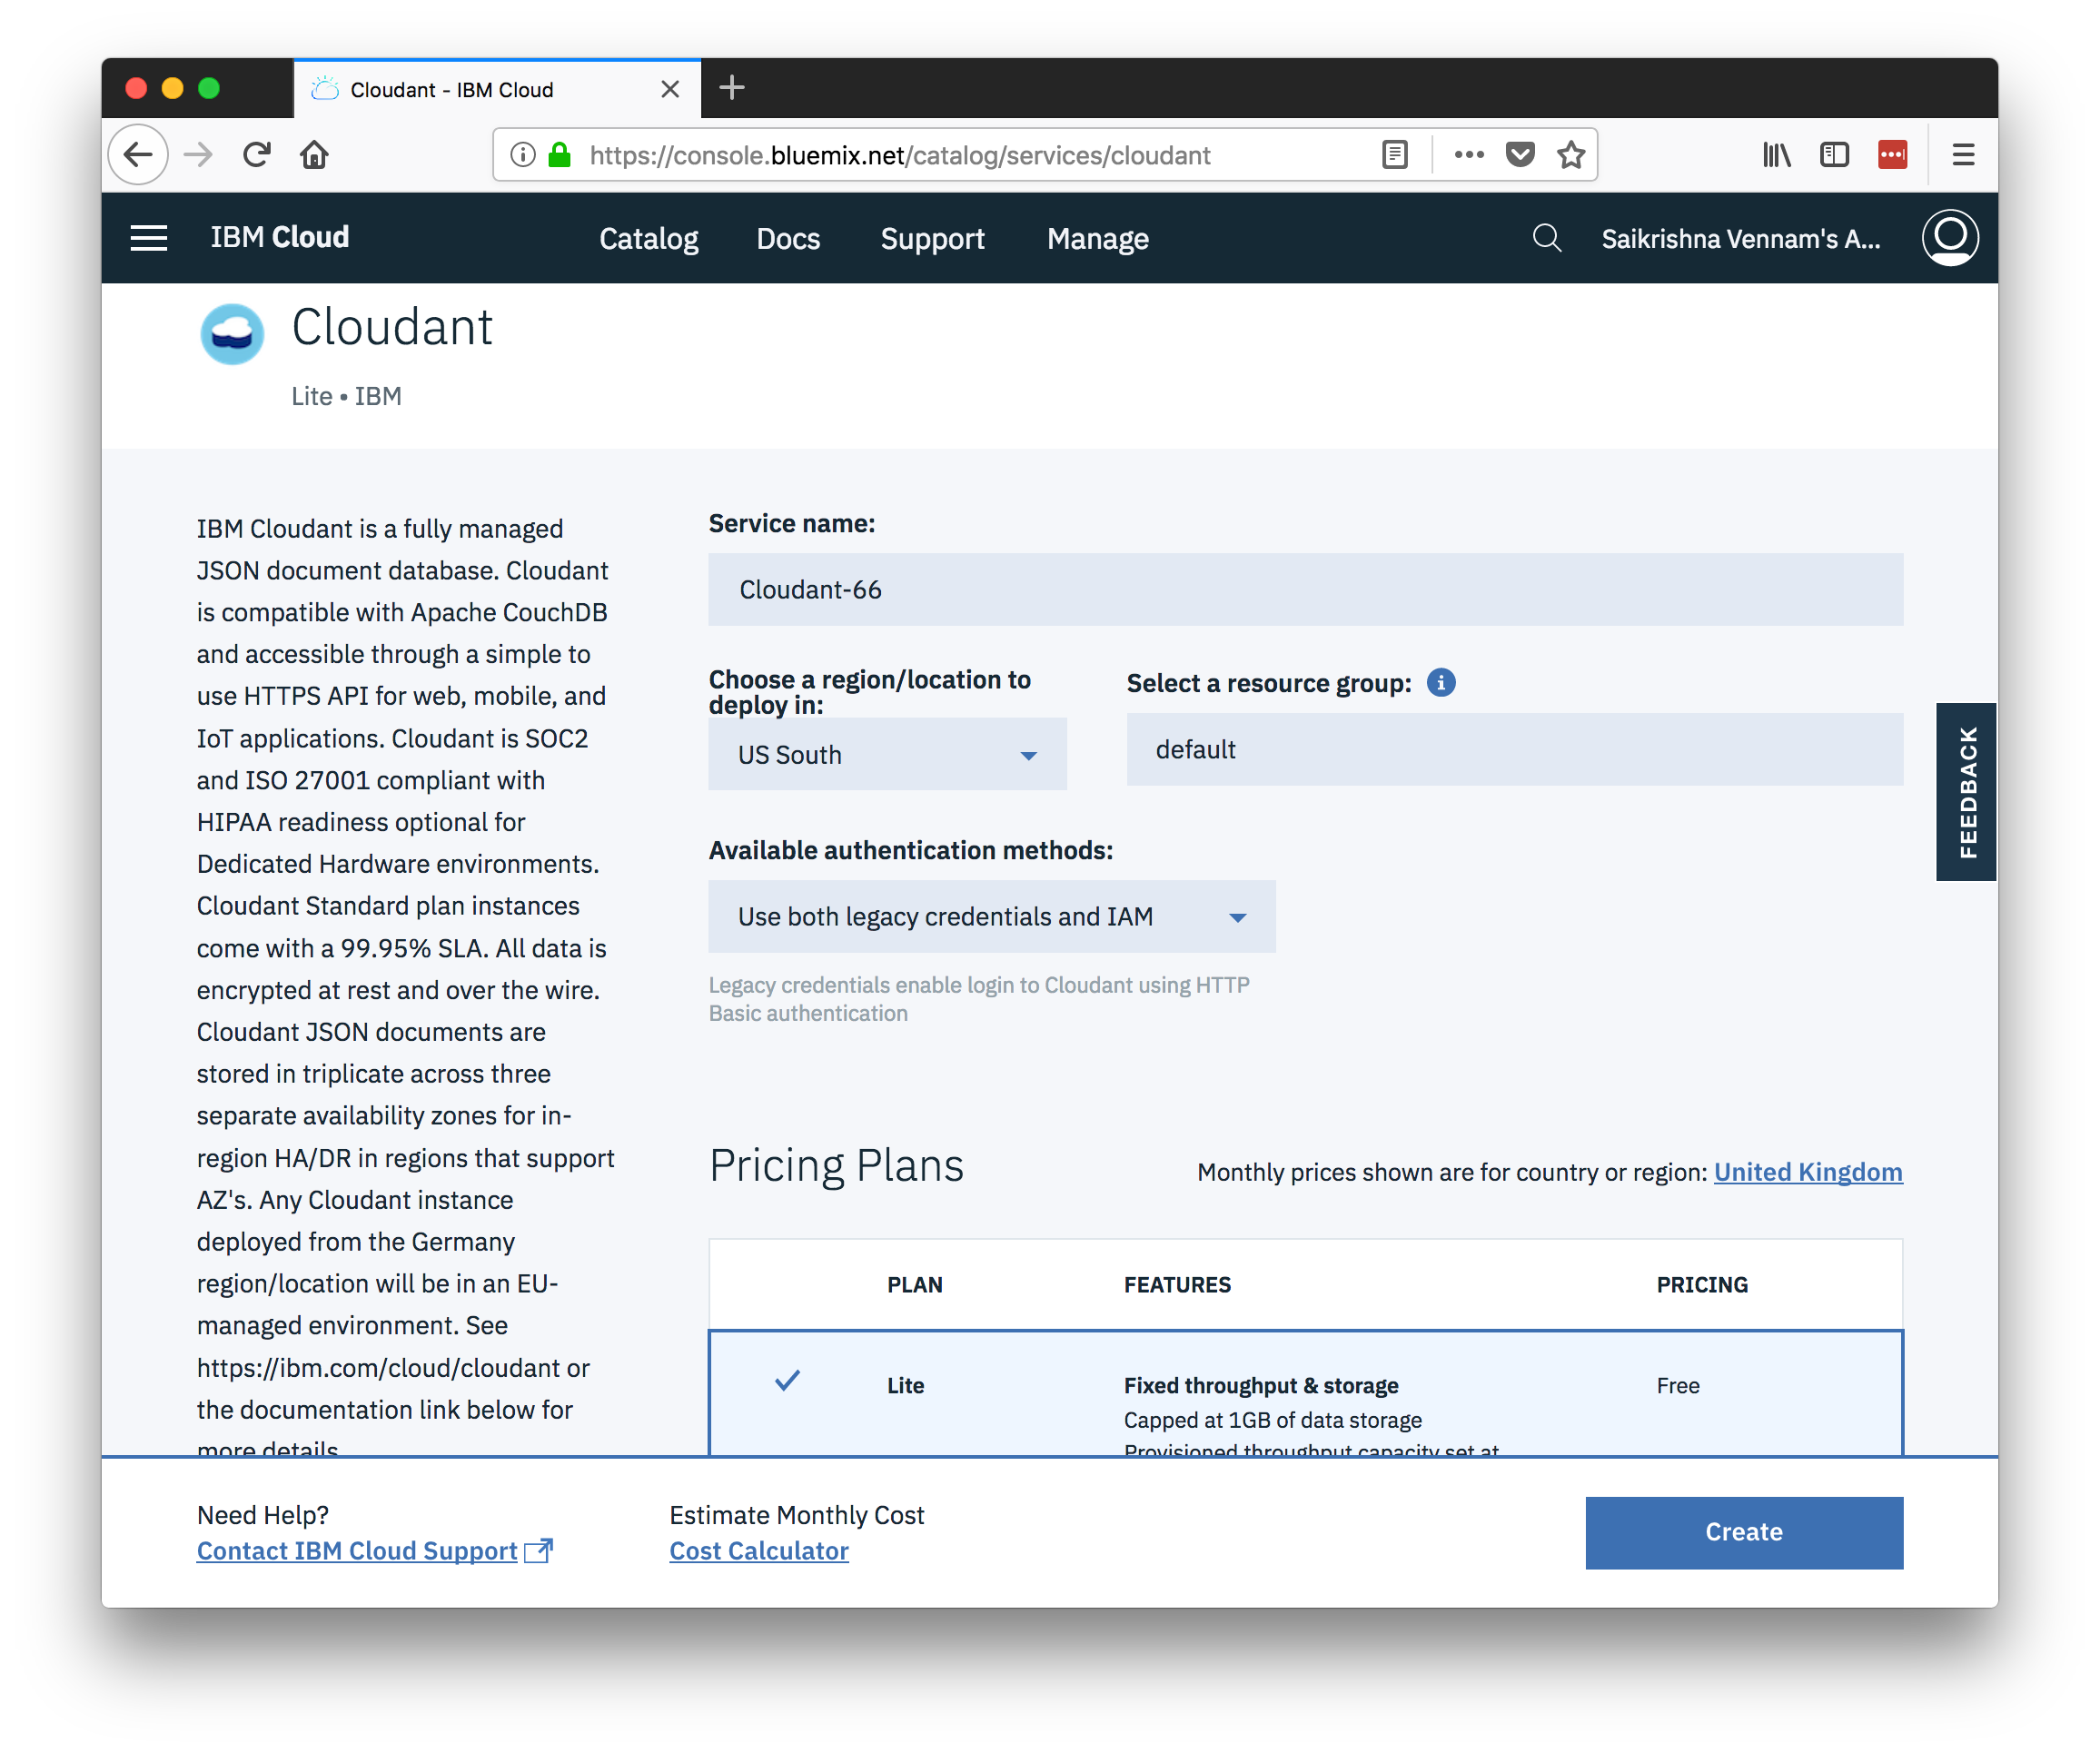 Cloudant - IBM Cloud
https://console.bluemix.net/catalog/services/cloudant
IBM Cloud
Catalog
Docs
Support
Manage
Saikrishna Vennam's A...
Cloudant
Lite • IBM
IBM Cloudant is a fully managed
JSON document database. Cloudant
is compatible with Apache CouchDB
and accessible through a simple to
use HTTPS API for web, mobile, and
IoT applications. Cloudant is SOC2
and ISO 27001 compliant with
HIPAA readiness optional for
Dedicated Hardware environments.
Cloudant Standard plan instances
come with a 99.95% SLA. All data is
encrypted at rest and over the wire.
Cloudant JSON documents are
stored in triplicate across three
separate availability zones for in-
region HA/DR in regions that support
AZ's. Any Cloudant instance
deployed from the Germany
region/location will be in an EU-
managed environment. See
https://ibm.com/cloud/cloudant or
the documentation link below for
more details.
Service name:
Cloudant-66
Choose a region/location to
deploy in:
US South
Select a resource group:
default
Available authentication methods:
Use both legacy credentials and IAM
Legacy credentials enable login to Cloudant using HTTP
Basic authentication
FEEDBACK
Pricing Plans
Monthly prices shown are for country or region: United Kingdom
PLAN FEATURES PRICING
Lite
Fixed throughput & storage
Free
Capped at 1GB of data storage
Provisioned throughput capacity set at
Need Help?
Contact IBM Cloud Support
Estimate Monthly Cost
Cost Calculator
Create